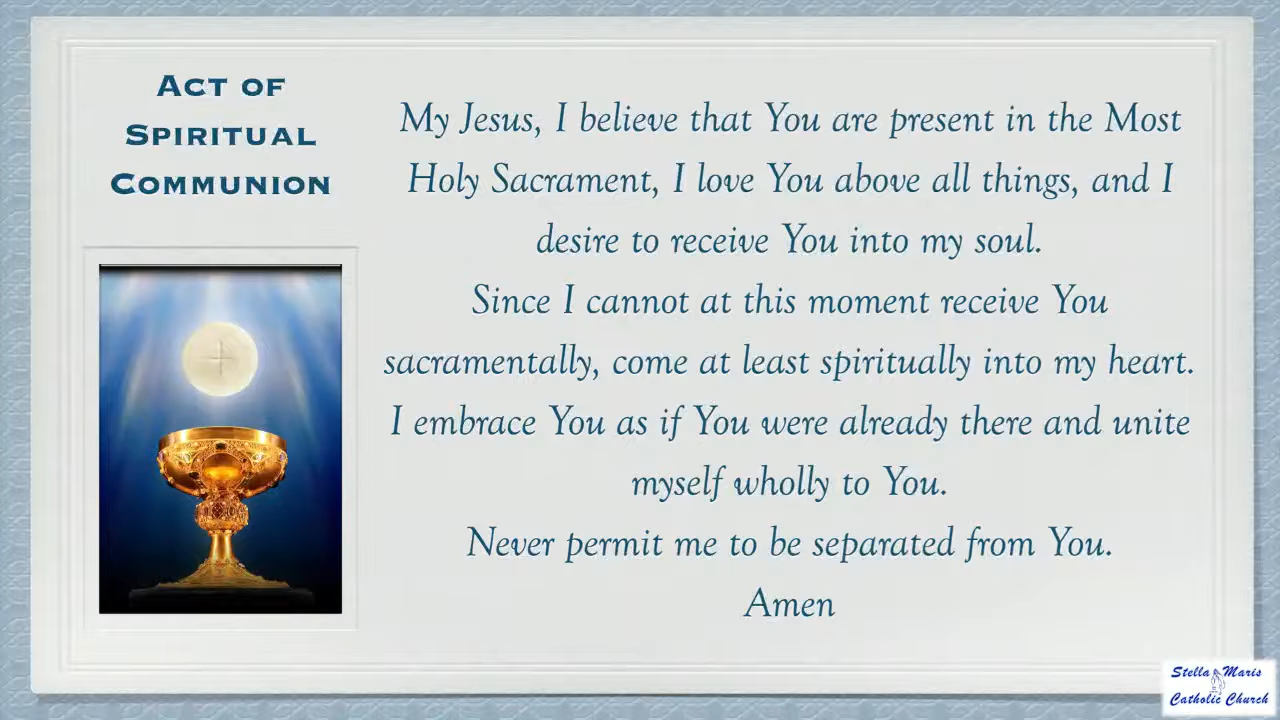 Act of
Spiritual
Communion
My Jesus, I believe that You are present in the Most
Holy Sacrament, I love You above all things, and I
desire to receive You into my soul.
Since I cannot at this moment receive You
sacramentally, come at least spiritually into my heart.
I embrace You as if You were already there and unite
myself wholly to You.
Never permit me to be separated from You.
Amen
Stella Maris
Catholic Church